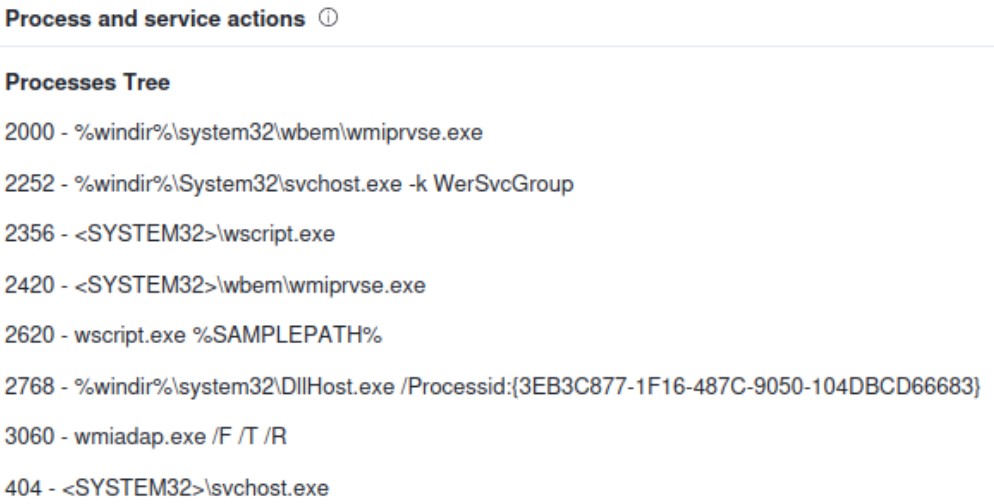 Process and service actions ⓘ
Processes Tree
2000 - %windir%\system32\wbem\wmiprvse.exe
2252 - %windir%\System32\svchost.exe -k WerSvcGroup
2356 - <SYSTEM32>\wscript.exe
2420 - <SYSTEM32>\wbem\wmiprvse.exe
2620 - wscript.exe %SAMPLEPATH%
2768 - %windir%\system32\DllHost.exe /Processid:{3EB3C877-1F16-487C-9050-104DBCD66683}
3060 - wmiadap.exe /F /T /R
404 - <SYSTEM32>\svchost.exe